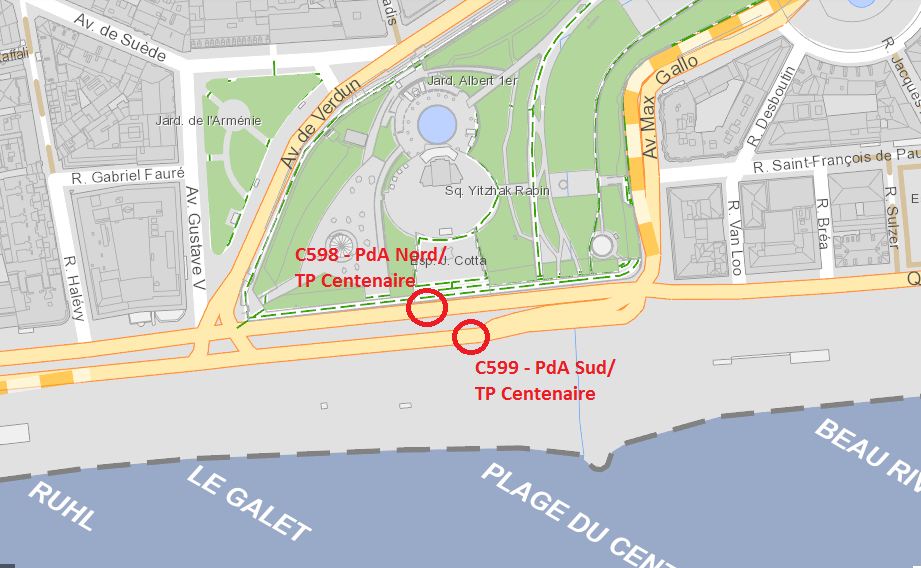 Av. de Suède
Jard. Albert 1er
Jard. de l'Arménie
Av. de Verdun
Av Max Gallo
R. Desboutin
R. Jacques
R. Saint-François de Pau
R. Gabriel Fauré
Av. Gustave V
Sq. Yitzhak Rabin
R. Halévy
R. Van Loo
R. Bréa
R. Sulzer
E
C598 - PdA Nord/
TP Centenaire
Esp. J. Cotta
Q
C599 - PdA Sud/
TP Centenaire
RUHL
LE GALET
PLAGE DU CENT
BEAU RIV